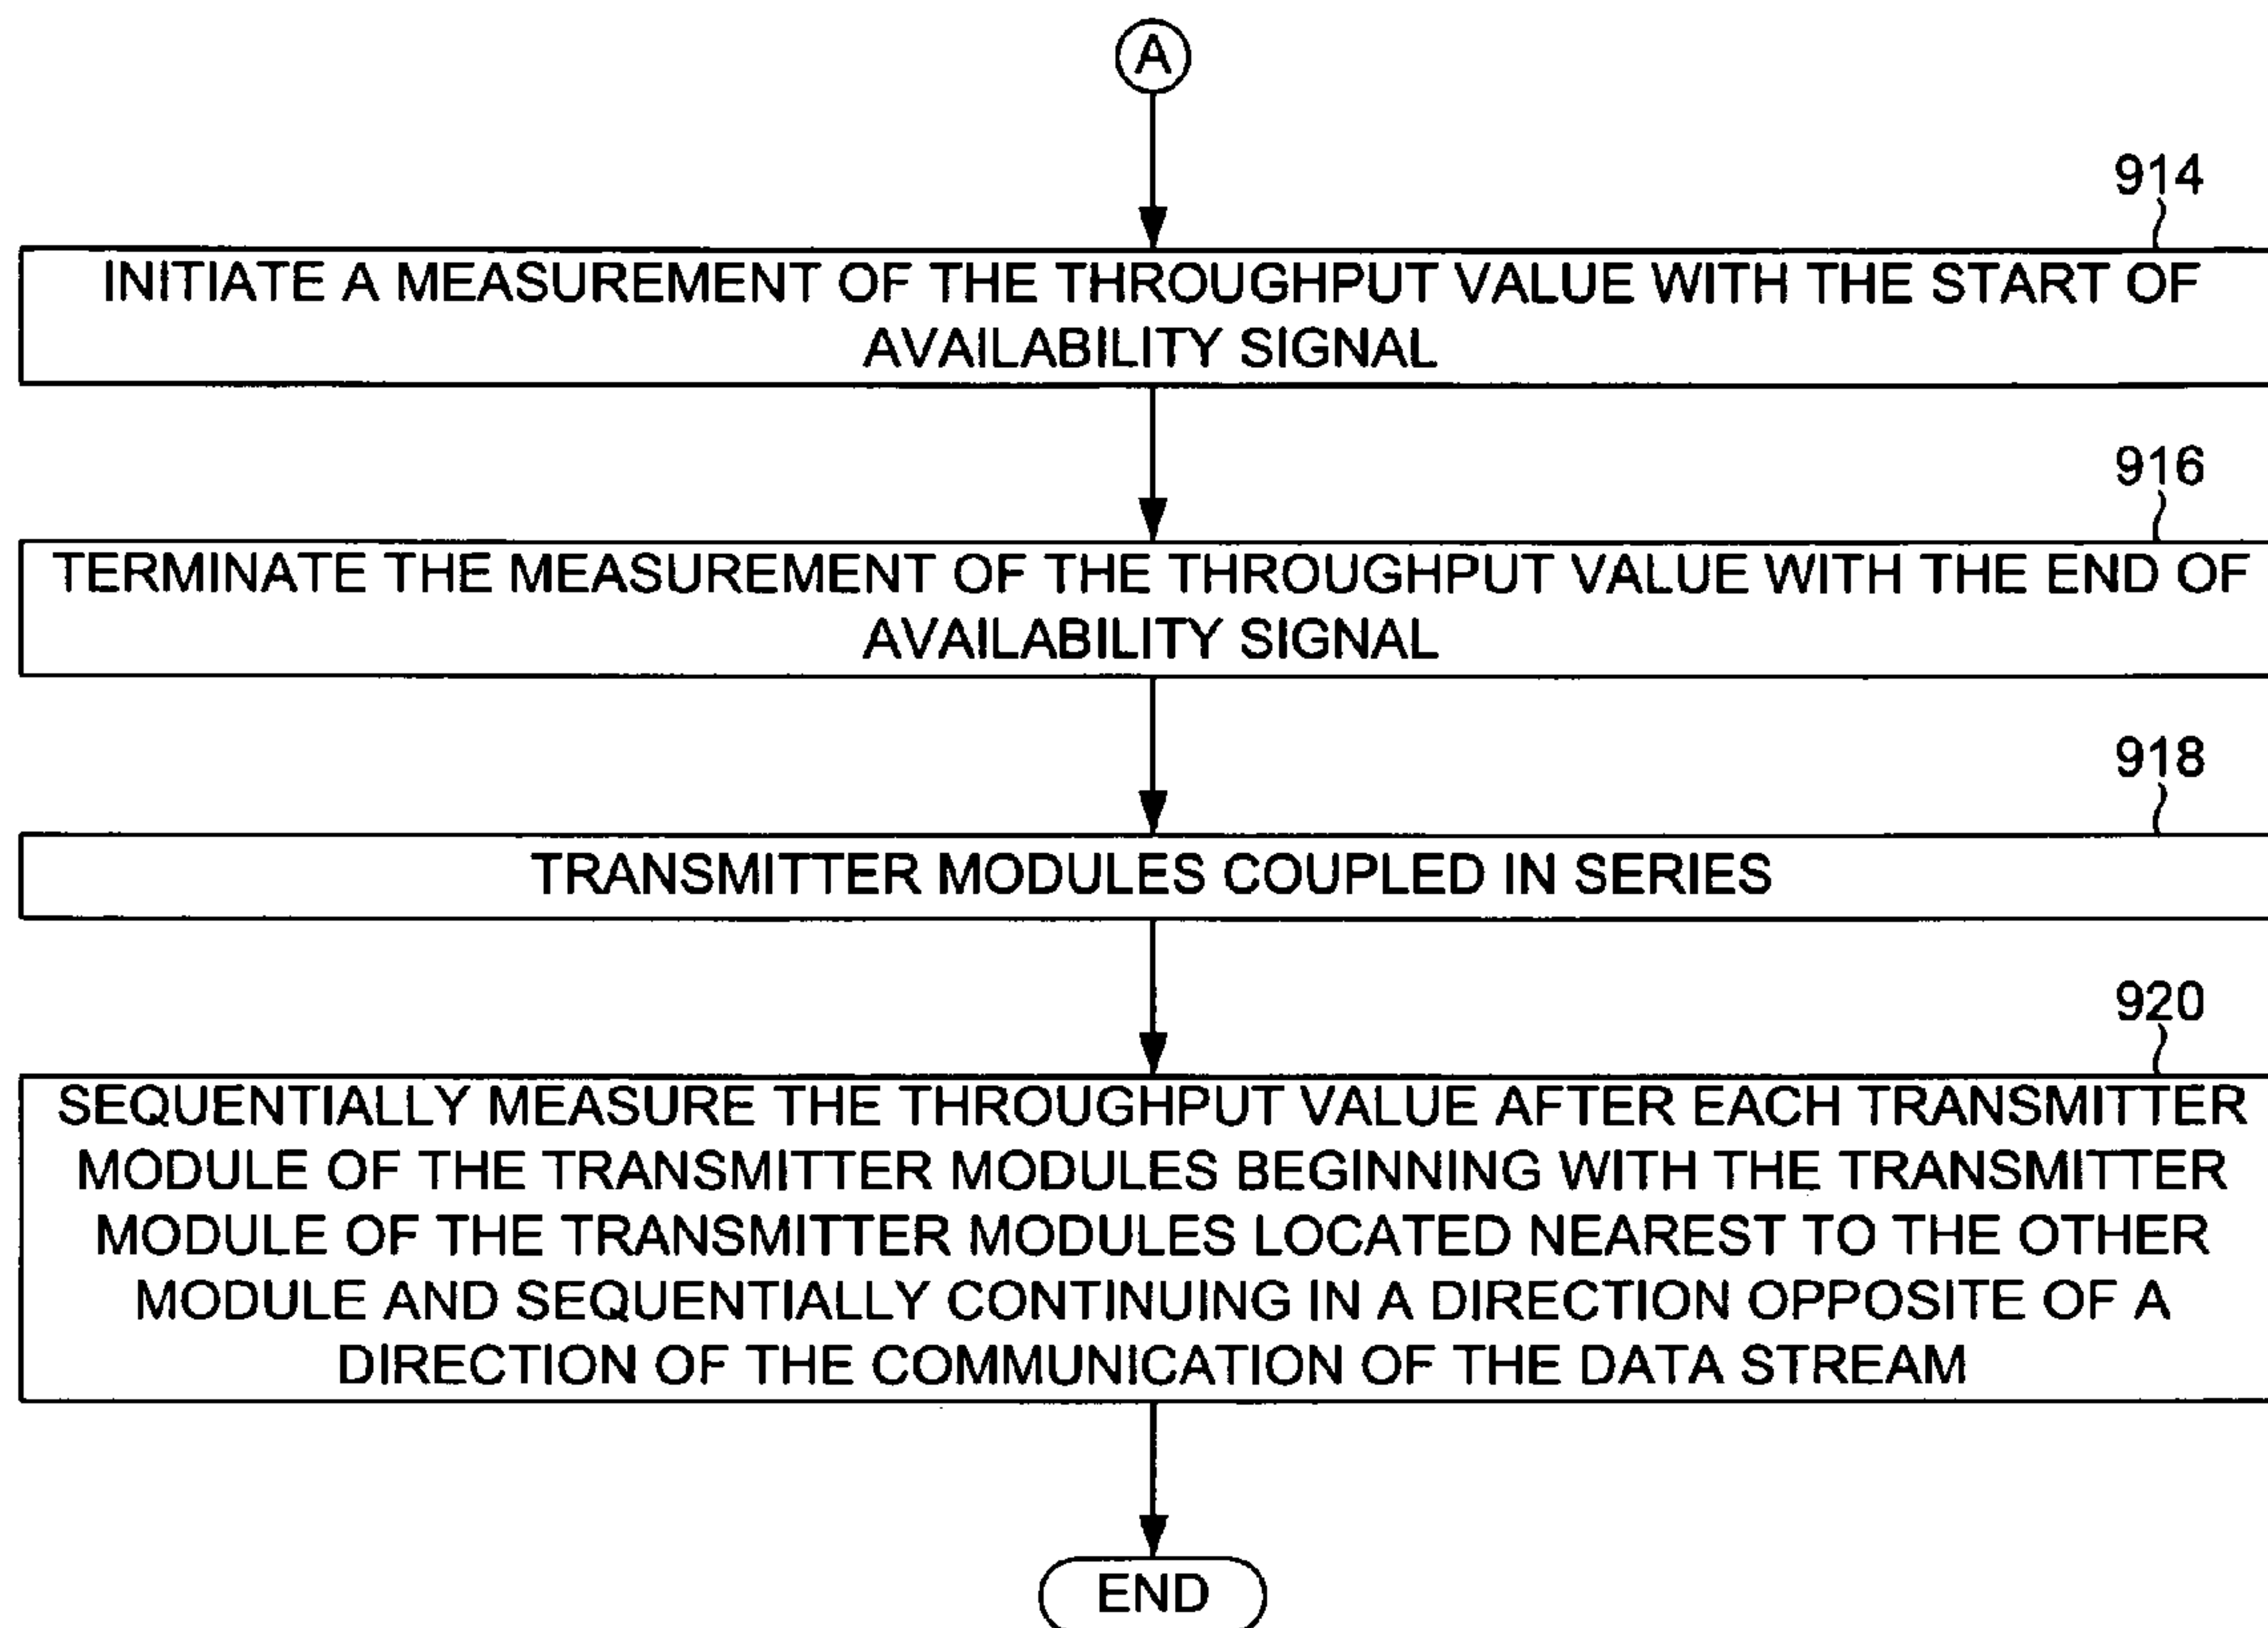 A
914
INITIATE A MEASUREMENT OF THE THROUGHPUT VALUE WITH THE START OF
AVAILABILITY SIGNAL
916
TERMINATE THE MEASUREMENT OF THE THROUGHPUT VALUE WITH THE END OF
AVAILABILITY SIGNAL
918
TRANSMITTER MODULES COUPLED IN SERIES
920
SEQUENTIALLY MEASURE THE THROUGHPUT VALUE AFTER EACH TRANSMITTER
MODULE OF THE TRANSMITTER MODULES BEGINNING WITH THE TRANSMITTER
MODULE OF THE TRANSMITTER MODULES LOCATED NEAREST TO THE OTHER
MODULE AND SEQUENTIALLY CONTINUING IN A DIRECTION OPPOSITE OF A
DIRECTION OF THE COMMUNICATION OF THE DATA STREAM
END